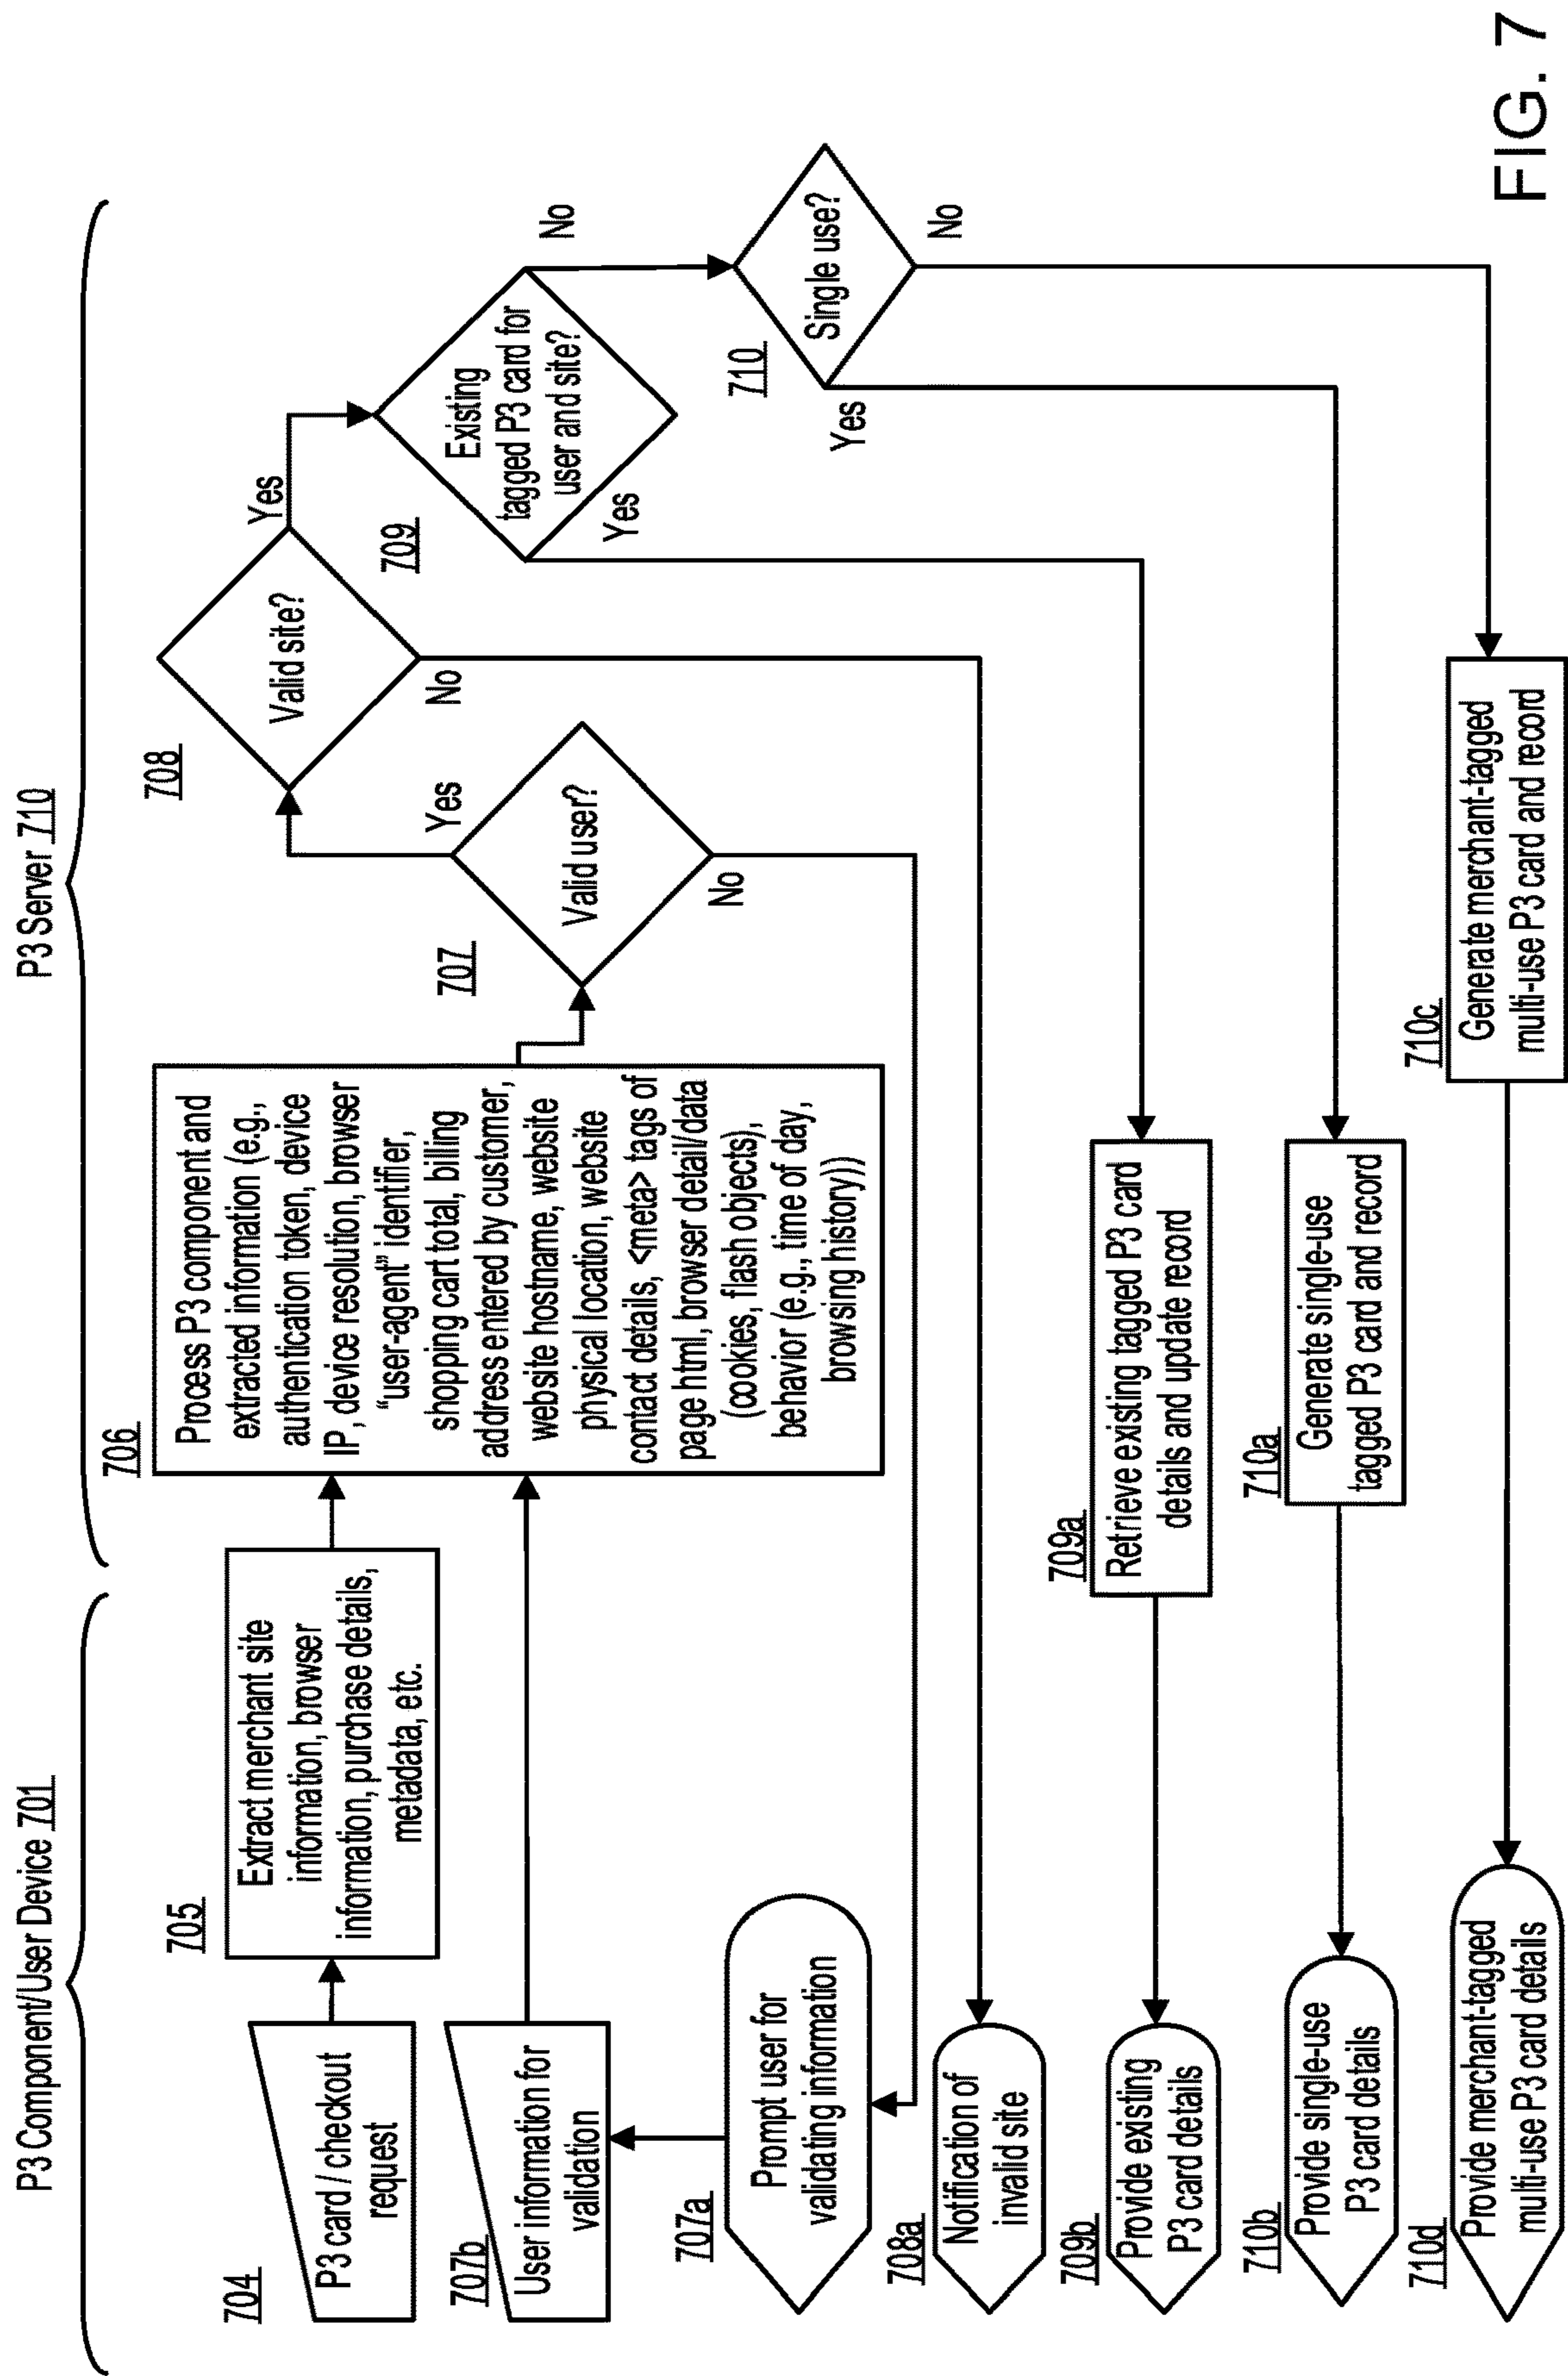 P3 Component/User Device 701
P3 Server 710
704
P3 card / checkout
request
705
Extract merchant site
information, browser
information, purchase details,
metadata, etc.
706
Process P3 component and
extracted information (e.g.,
authentication token, device
IP, device resolution, browser
“user-agent” identifier,
shopping cart total, billing
address entered by customer,
website hostname, website
physical location, website
contact details, <meta> tags of
page html, browser detail/data
(cookies, flash objects),
behavior (e.g., time of day,
browsing history)))
707b
User information for
validation
707a
Prompt user for
validating information
707
Valid user?
Yes
No
708
Valid site?
Yes
No
708a
Notification of
invalid site
709
Existing
tagged P3 card for
user and site?
Yes
No
709a
Retrieve existing tagged P3 card
details and update record
709b
Provide existing
P3 card details
710
Single use?
Yes
No
710a
Generate single-use
tagged P3 card and record
710b
Provide single-use
P3 card details
710c
Generate merchant-tagged
multi-use P3 card and record
710d
Provide merchant-tagged
multi-use P3 card details
FIG. 7